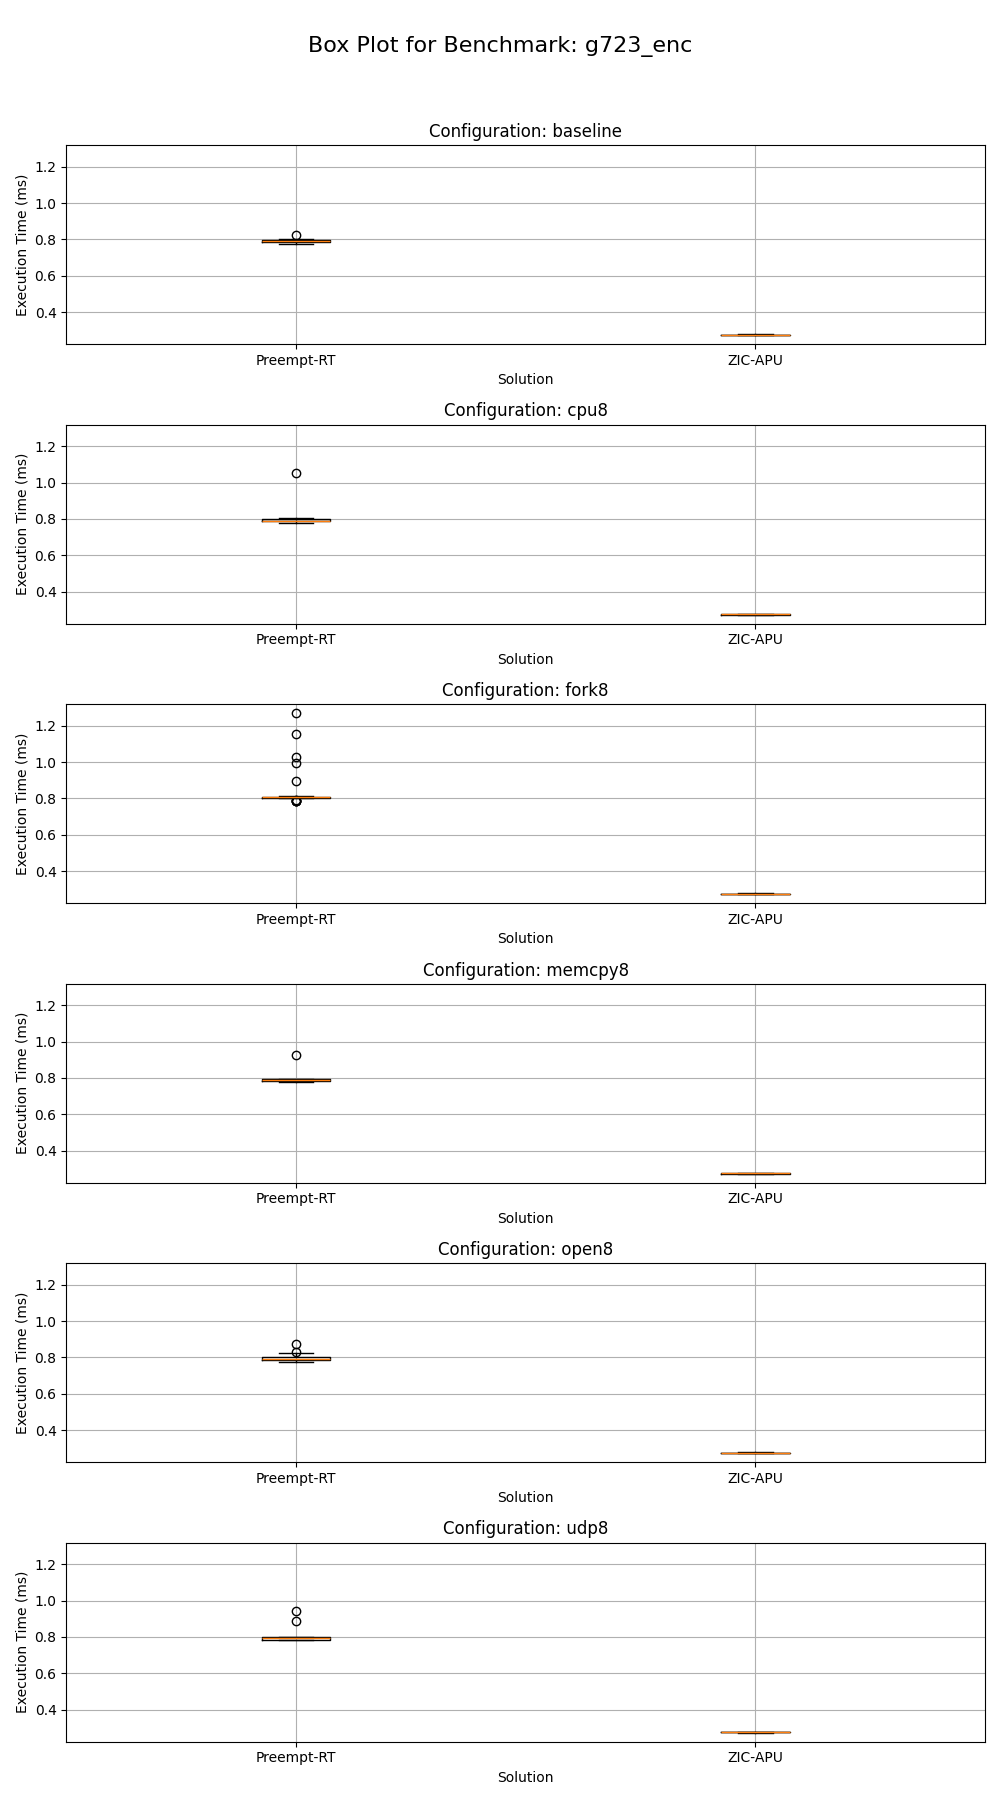 Box Plot for Benchmark: g723_enc
Configuration: baseline
Execution Time (ms)
1.2
1.0
0.8
0.6
0.4
Preempt-RT
ZIC-APU
Solution
Configuration: cpu8
Execution Time (ms)
1.2
1.0
0.8
0.6
0.4
Preempt-RT
ZIC-APU
Solution
Configuration: fork8
Execution Time (ms)
1.2
1.0
0.8
0.6
0.4
Preempt-RT
ZIC-APU
Solution
Configuration: memcpy8
Execution Time (ms)
1.2
1.0
0.8
0.6
0.4
Preempt-RT
ZIC-APU
Solution
Configuration: open8
Execution Time (ms)
1.2
1.0
0.8
0.6
0.4
Preempt-RT
ZIC-APU
Solution
Configuration: udp8
Execution Time (ms)
1.2
1.0
0.8
0.6
0.4
Preempt-RT
ZIC-APU
Solution